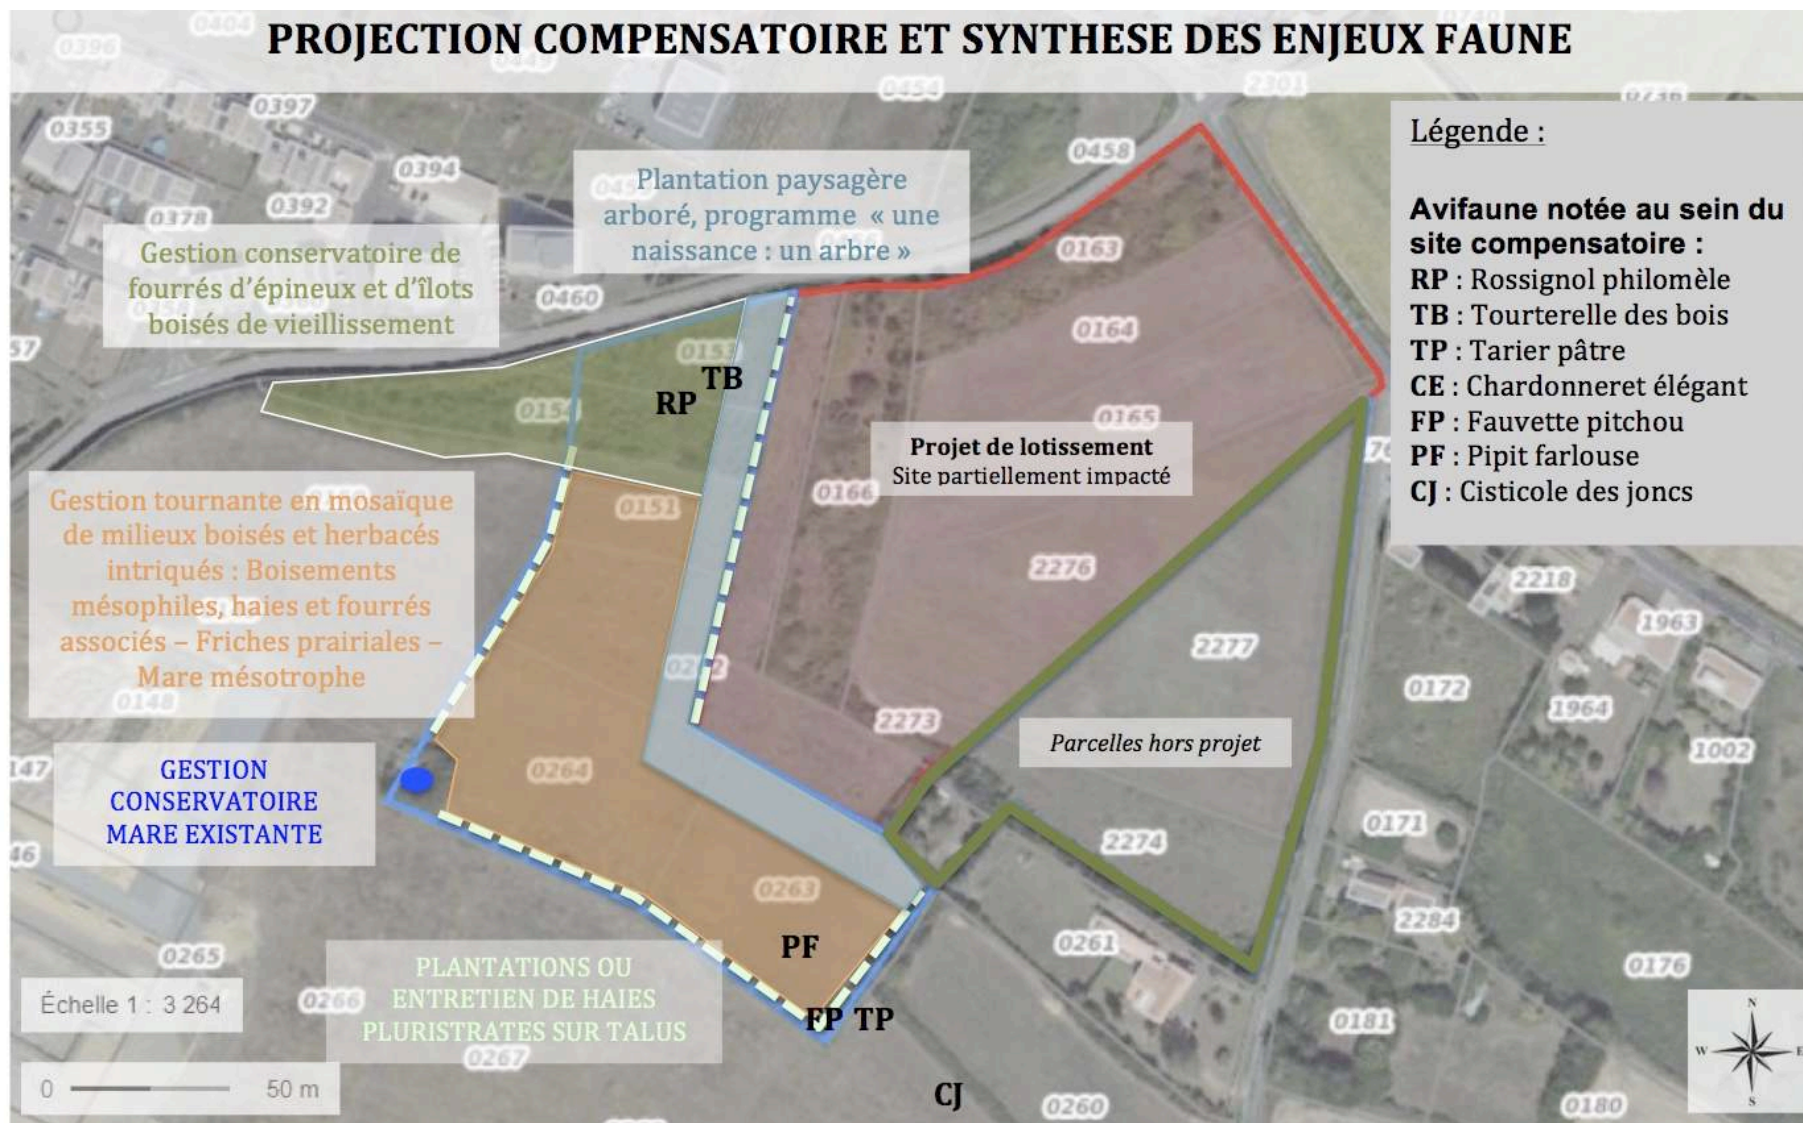 PROJECTION COMPENSATOIRE ET SYNTHESE DES ENJEUX FAUNE
0404
0396
0397
0355
0454
2301
0736
0458
0394
0392
0378
0460
0163
0164
0165
0166
0151
2276
2277
2273
2274
0264
0263
0148
0265
0266
0267
0261
0260
0181
0180
0176
0171
0172
2284
2218
1963
1964
1002
Plantation paysagère
arboré, programme « une
naissance : un arbre »
Gestion conservatoire de
fourrés d’épineux et d’îlots
boisés de vieillissement
TB
RP
Projet de lotissement
Site partiellement impacté
Gestion tournante en mosaïque
de milieux boisés et herbacés
intriqués : Boisements
mésophiles, haies et fourrés
associés – Friches prairiales –
Mare mésotrophe
Parcelles hors projet
GESTION
CONSERVATOIRE
MARE EXISTANTE
PF
FP TP
CJ
PLANTATIONS OU
ENTRETIEN DE HAIES
PLURISTRATES SUR TALUS
Échelle 1 : 3 264
0 50 m
Légende :
Avifaune notée au sein du
site compensatoire :
RP : Rossignol philomèle
TB : Tourterelle des bois
TP : Tarier pâtre
CE : Chardonneret élégant
FP : Fauvette pitchou
PF : Pipit farlouse
CJ : Cisticole des joncs
N
W E
S